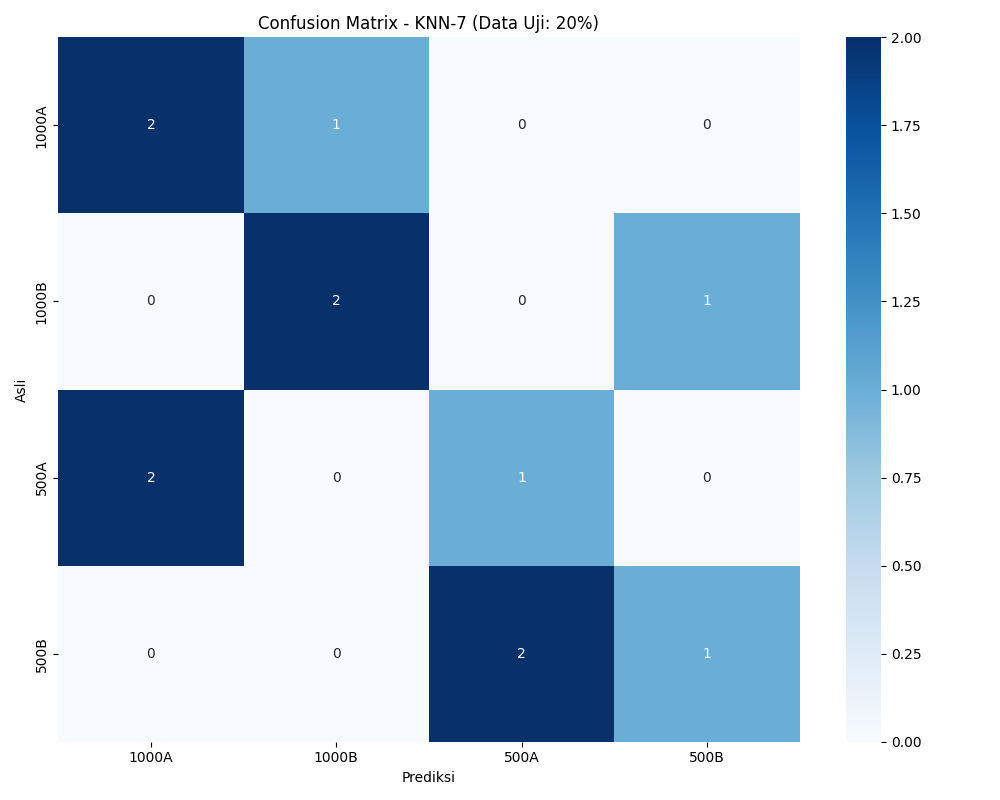 Confusion Matrix - KNN-7 (Data Uji: 20%)
1000A 2 1 0 0
1000B 0 2 0 1
500A 2 0 1 0
500B 0 0 2 1
1000A 1000B 500A 500B
Prediksi
Asli
2.00
1.75
1.50
1.25
1.00
0.75
0.50
0.25
0.00